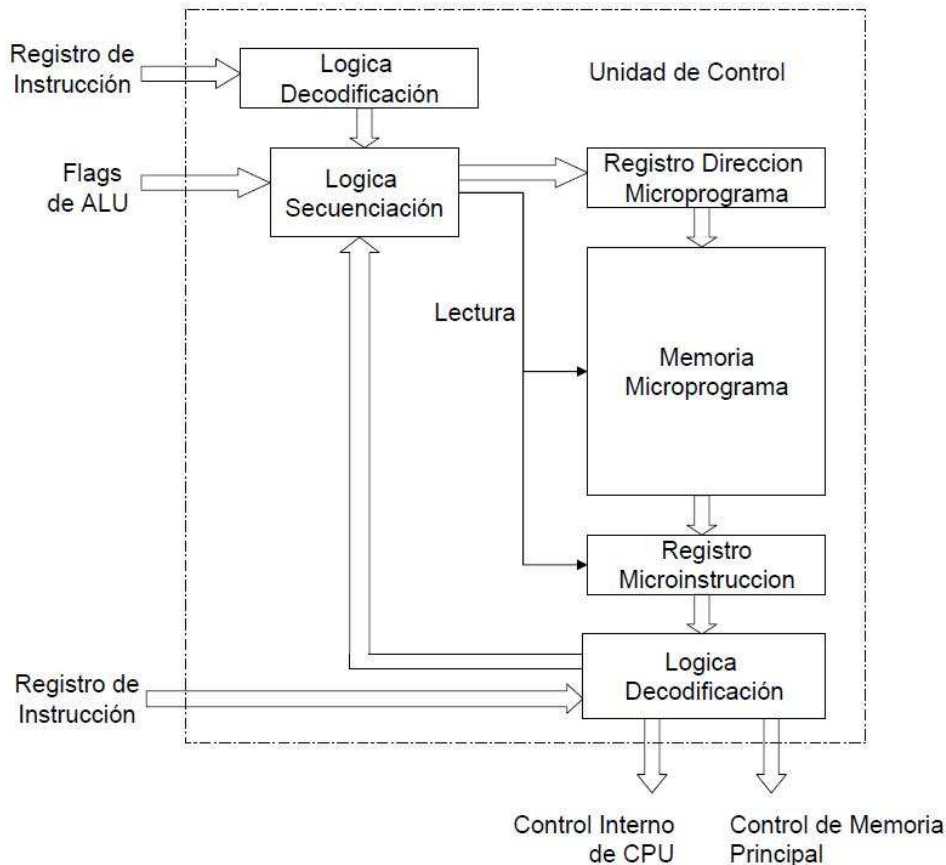 Registro de
Instrucción
Logica
Decodificación
Unidad de Control
Flags
de ALU
Logica
Secuenciación
Registro Direccion
Microprograma
Lectura
Memoria
Microprograma
Registro
Microinstruccion
Logica
Decodificación
Registro de
Instrucción
Control Interno
de CPU
Control de Memoria
Principal